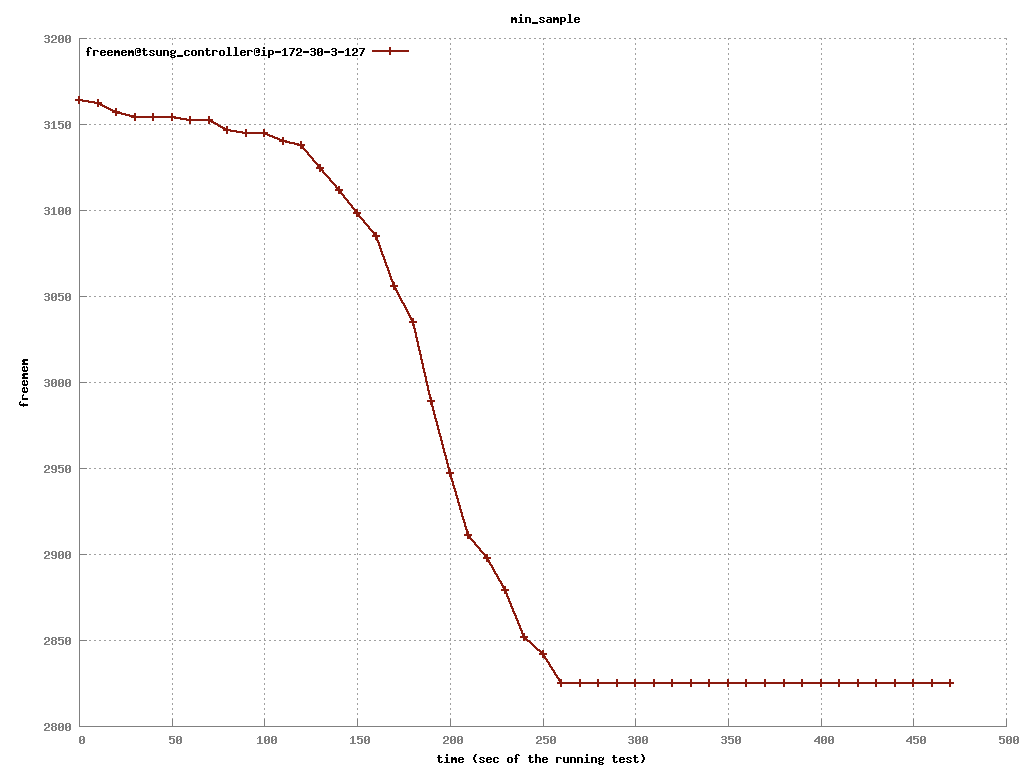 min_sample
freemem@tsung_controller@ip-172-30-3-127
3200
3150
3100
3050
3000
2950
2900
2850
2800
freemem
0 50 100 150 200 250 300 350 400 450 500
time (sec of the running test)